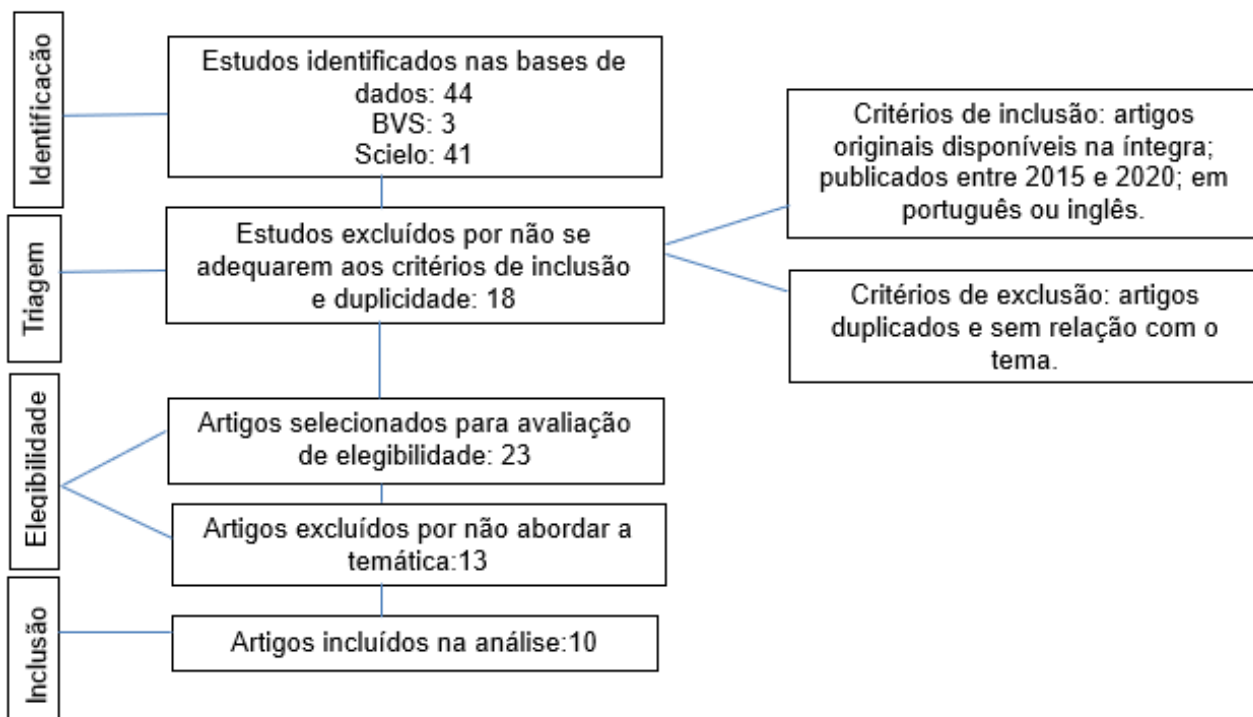 Identificação
Estudos identificados nas bases de
dados: 44
BVS: 3
Scielo: 41
Critérios de inclusão: artigos
originais disponíveis na íntegra;
publicados entre 2015 e 2020; em
português ou inglês.
Triagem
Estudos excluídos por não se
adequarem aos critérios de inclusão
e duplicidade: 18
Critérios de exclusão: artigos
duplicados e sem relação com o
tema.
Elegibilidade
Artigos selecionados para avaliação
de elegibilidade: 23
Artigos excluídos por não abordar a
temática:13
Inclusão
Artigos incluídos na análise:10